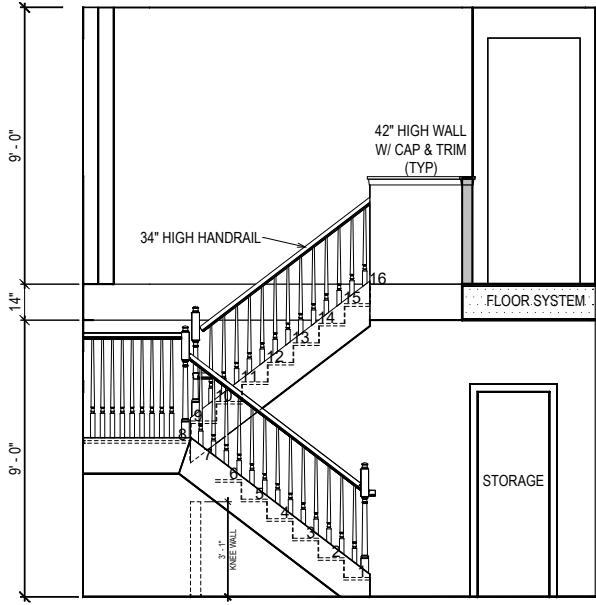 9'- 0"
42" HIGH WALL
W/ CAP & TRIM
(TYP)
34" HIGH HANDRAIL
14"
FLOOR SYSTEM
16
15
14
13
12
11
10
9
8
7
6
5
4
3
2
1
9'- 0"
STORAGE
3' - 1"
KNEE WALL